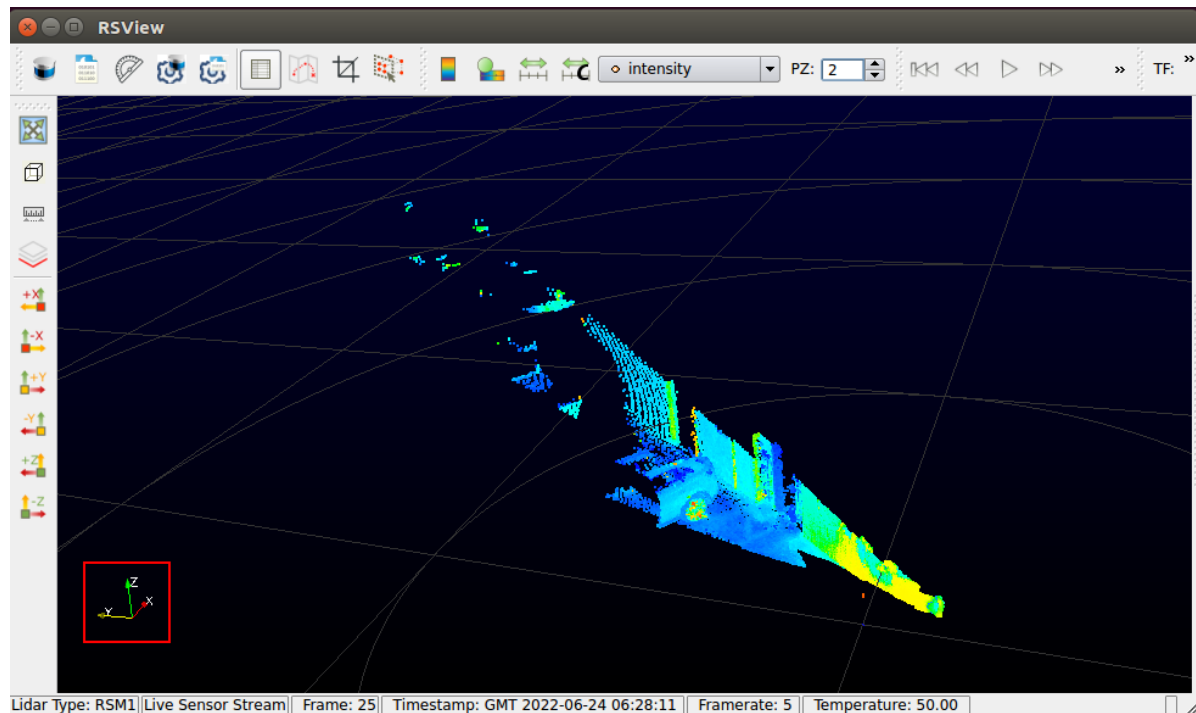 RSView
intensity PZ: 2 » TF: »
+X
-X
+Y
-Y
+Z
-Z
Z
Y X
Lidar Type: RSM1 Live Sensor Stream Frame: 25 Timestamp: GMT 2022-06-24 06:28:11 Framerate: 5 Temperature: 50.00